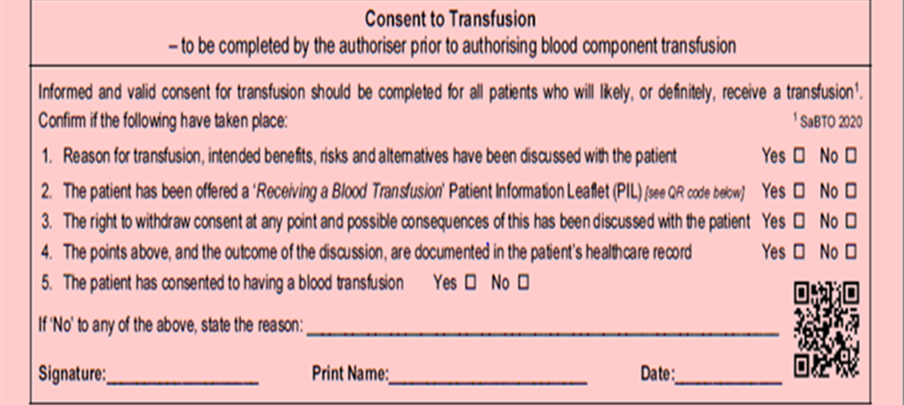 Consent to Transfusion
– to be completed by the authoriser prior to authorising blood component transfusion
Informed and valid consent for transfusion should be completed for all patients who will likely, or definitely, receive a transfusion¹.
Confirm if the following have taken place: ¹ SaBTO 2020
1. Reason for transfusion, intended benefits, risks and alternatives have been discussed with the patient Yes ☐ No ☐
2. The patient has been offered a ‘Receiving a Blood Transfusion’ Patient Information Leaflet (PIL) [see QR code below] Yes ☐ No ☐
3. The right to withdraw consent at any point and possible consequences of this has been discussed with the patient Yes ☐ No ☐
4. The points above, and the outcome of the discussion, are documented in the patient’s healthcare record Yes ☐ No ☐
5. The patient has consented to having a blood transfusion Yes ☐ No ☐
If ‘No’ to any of the above, state the reason: ____________________
Signature:____________________ Print Name:____________________ Date:____________________